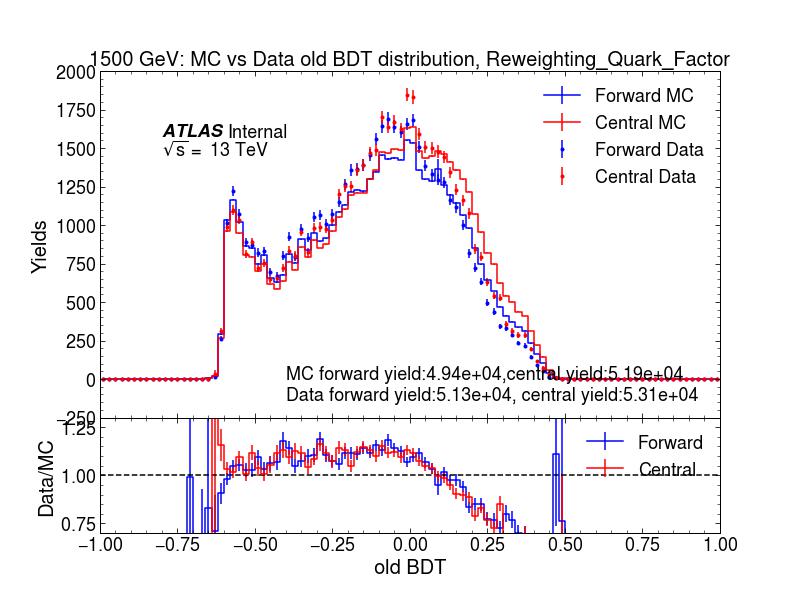 1500 GeV: MC vs Data old BDT distribution, Reweighting_Quark_Factor
2000
1750
1500
1250
1000
750
500
250
0
−250
Yields
ATLAS Internal
√s = 13 TeV
Forward MC
Central MC
Forward Data
Central Data
MC forward yield:4.94e+04,central yield:5.19e+04
Data forward yield:5.13e+04, central yield:5.31e+04
1.25
1.00
0.75
Data/MC
Forward
Central
−1.00 −0.75 −0.50 −0.25 0.00 0.25 0.50 0.75 1.00
old BDT